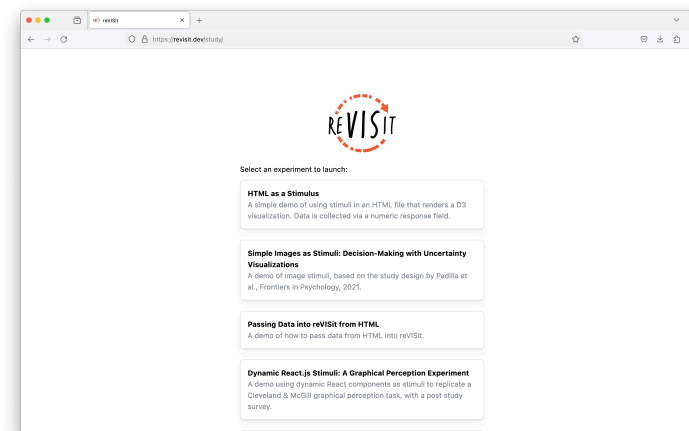 reVISit
https://revisit.dev/study/
REVISIT
Select an experiment to launch:
HTML as a Stimulus
A simple demo of using stimuli in an HTML file that renders a D3
visualization. Data is collected via a numeric response field.
Simple Images as Stimuli: Decision-Making with Uncertainty
Visualizations
A demo of image stimuli, based on the study design by Padilla et
al., Frontiers in Psychology, 2021.
Passing Data into reVISit from HTML
A demo of how to pass data from HTML into reVISit.
Dynamic React.js Stimuli: A Graphical Perception Experiment
A demo using dynamic React components as stimuli to replicate a
Cleveland & McGill graphical perception task, with a post study
survey.